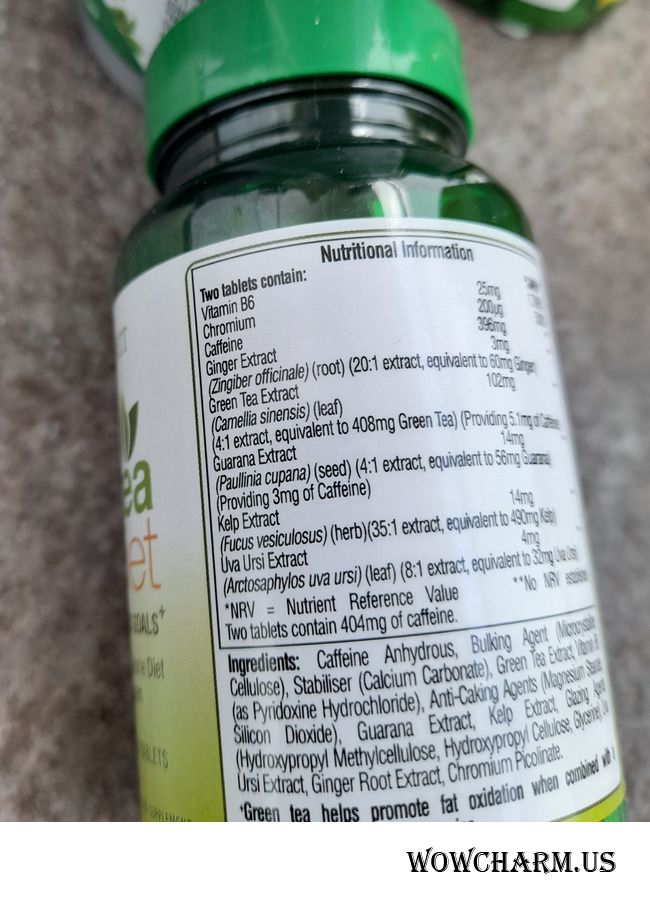 Nutritional Information
Two tablets contain:
Vitamin B6 25mg
Chromium 200µg
Caffeine 396mg
Ginger Extract 3mg
(Zingiber officinale) (root) (20:1 extract, equivalent to 60mg Ginger)
Green Tea Extract 102mg
(Camellia sinensis) (leaf)
(4:1 extract, equivalent to 408mg Green Tea) (Providing 5.1mg of Caffeine
Guarana Extract 14mg
(Paullinia cupana) (seed) (4:1 extract, equivalent to 56mg Guarana)
(Providing 3mg of Caffeine)
Kelp Extract 14mg
(Fucus vesiculosus) (herb)(35:1 extract, equivalent to 490mg Kelp)
Uva Ursi Extract 4mg
(Arctosaphylos uva ursi) (leaf) (8:1 extract, equivalent to 32mg Uva Ursi)
*NRV = Nutrient Reference Value **No NRV
Two tablets contain 404mg of caffeine.
Ingredients: Caffeine Anhydrous, Bulking Agent (Microcrystalline
Cellulose), Stabiliser (Calcium Carbonate), Green Tea Extract, Vitamin
(as Pyridoxine Hydrochloride), Anti-Caking Agents (Magnesium
Silicon Dioxide), Guarana Extract, Kelp Extract, Glazing
(Hydroxypropyl Methylcellulose, Hydroxypropyl Cellulose, Glycerine),
Ursi Extract, Ginger Root Extract, Chromium Picolinate.
+Green tea helps promote fat oxidation when combined with
ea
et
GOALS+
Diet
TABLETS
SUPPLEMENT
WOWCHARM.US